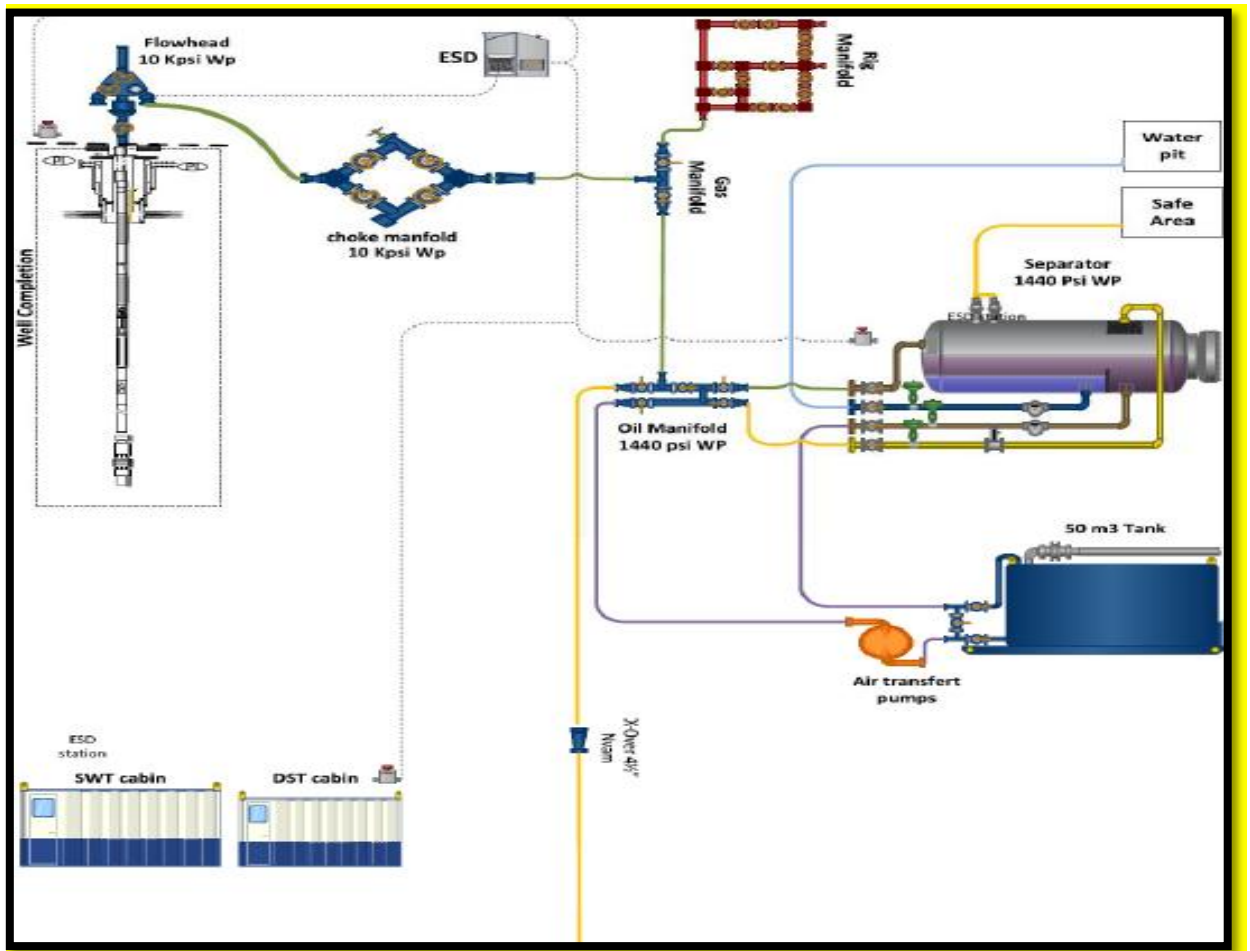 Flowhead
10 Kpsi Wp
ESD
Rig
Manifold
Water
pit
Safe
Area
PI
PI
Gas
Manifold
choke manfold
10 Kpsi Wp
Well Completion
Separator
1440 Psi WP
ESD station
Oil Manifold
1440 psi WP
50 m3 Tank
Air transfert
pumps
X-Over 4½"
Nvam
ESD
station
SWT cabin
DST cabin